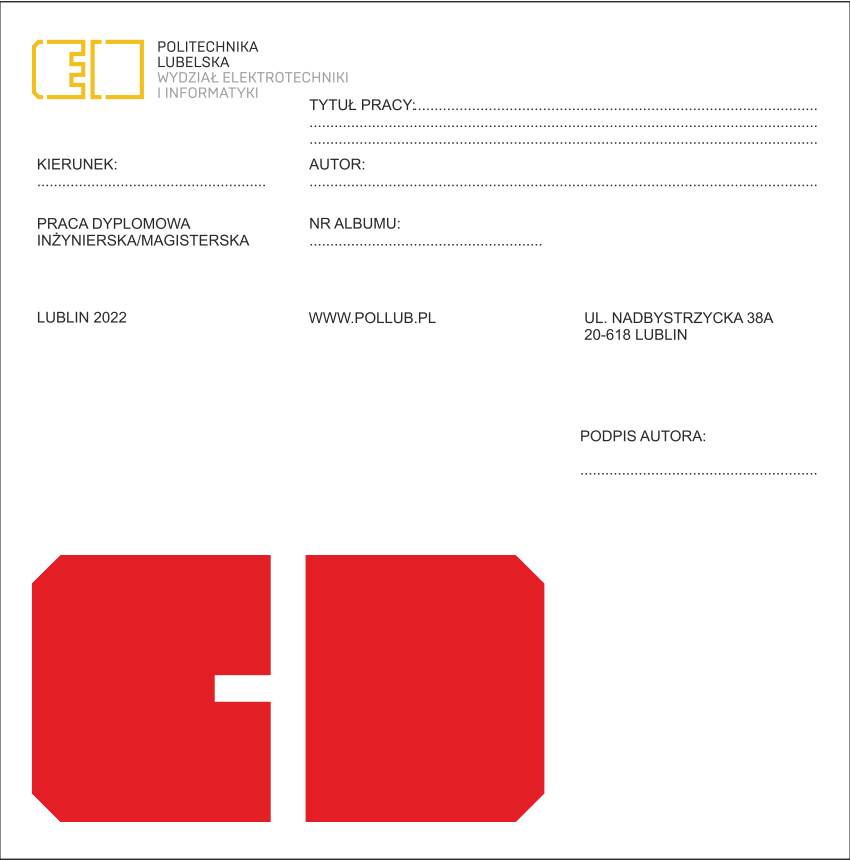 POLITECHNIKA
LUBELSKA
WYDZIAŁ ELEKTROTECHNIKI
I INFORMATYKI
TYTUŁ PRACY:
KIERUNEK:
AUTOR:
PRACA DYPLOMOWA
INŻYNIERSKA/MAGISTERSKA
NR ALBUMU:
LUBLIN 2022
WWW.POLLUB.PL
UL. NADBYSTRZYCKA 38A
20-618 LUBLIN
PODPIS AUTORA: